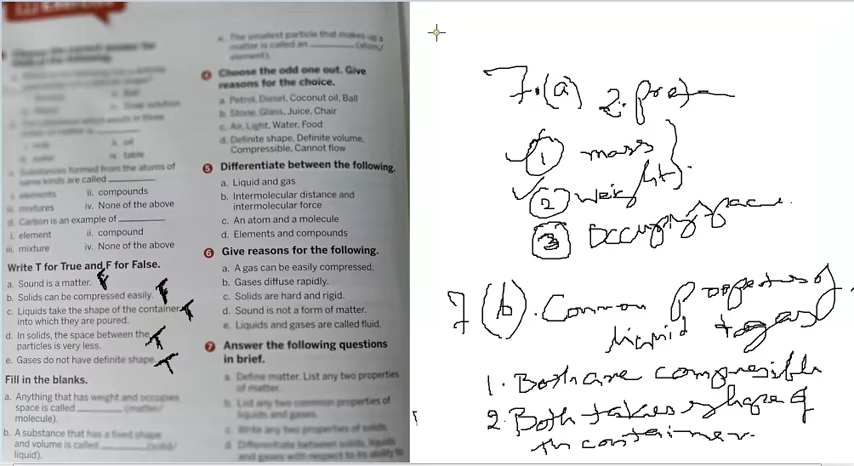 e. The smallest particle that makes up a
matter is called an ________ (atom/
element).
4 Choose the odd one out. Give
reasons for the choice.
a. Petrol, Diesel, Coconut oil, Ball
b. Stone, Glass, Juice, Chair
c. Air, Light, Water, Food
d. Definite shape, Definite volume,
Compressible, Cannot flow
5 Differentiate between the following.
a. Liquid and gas
b. Intermolecular distance and
intermolecular force
c. An atom and a molecule
d. Elements and compounds
6 Give reasons for the following.
a. A gas can be easily compressed.
b. Gases diffuse rapidly.
c. Solids are hard and rigid.
d. Sound is not a form of matter.
e. Liquids and gases are called fluid.
7 Answer the following questions
in brief.
a. Define matter. List any two properties
of matter.
b. List any two common properties of
liquids and gases.
c. Write any two properties of solids
d. Differentiate between solids, liquids
and gases with respect to its ability to
c. Substances formed from the atoms of
same kinds are called ________
i. elements ii. compounds
iii. mixtures iv. None of the above
d. Carbon is an example of ________
i. element ii. compound
iii. mixture iv. None of the above
Write T for True and F for False.
a. Sound is a matter. F
b. Solids can be compressed easily. F
c. Liquids take the shape of the container T
into which they are poured.
d. In solids, the space between the T
particles is very less.
e. Gases do not have definite shape. T
Fill in the blanks.
a. Anything that has weight and occupies
space is called ________ (matter/
molecule).
b. A substance that has a fixed shape
and volume is called ________ (solid/
liquid).
7.(a) 2.
1 mass
2 weight
3
7(b). Common properties of
liquid to gas
1. Both are compresible
2. Both takes shape of
th container.